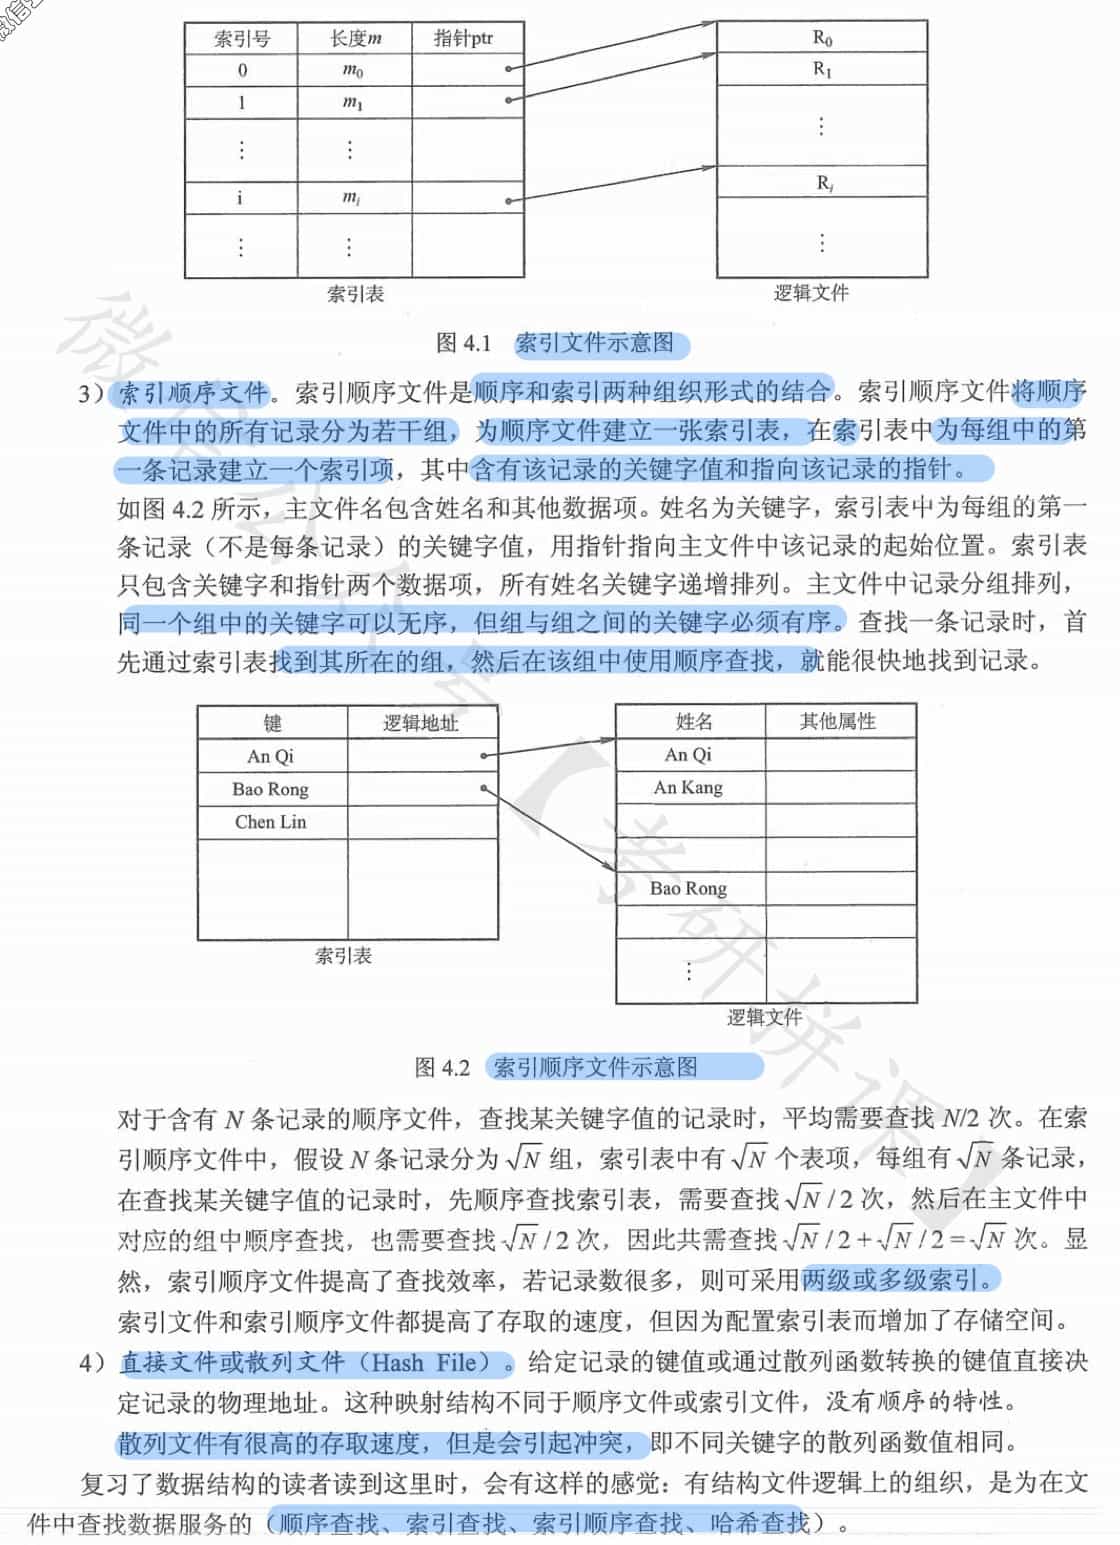 索引号 长度m 指针ptr
0 m₀
1 m₁
⋮ ⋮
i mᵢ
⋮ ⋮
索引表
R₀
R₁
⋮
Rᵢ
⋮
逻辑文件
图 4.1 索引文件示意图
3）索引顺序文件。索引顺序文件是顺序和索引两种组织形式的结合。索引顺序文件将顺序
文件中的所有记录分为若干组，为顺序文件建立一张索引表，在索引表中为每组中的第
一条记录建立一个索引项，其中含有该记录的关键字值和指向该记录的指针。
如图 4.2 所示，主文件名包含姓名和其他数据项。姓名为关键字，索引表中为每组的第一
条记录（不是每条记录）的关键字值，用指针指向主文件中该记录的起始位置。索引表
只包含关键字和指针两个数据项，所有姓名关键字递增排列。主文件中记录分组排列，
同一个组中的关键字可以无序，但组与组之间的关键字必须有序。查找一条记录时，首
先通过索引表找到其所在的组，然后在该组中使用顺序查找，就能很快地找到记录。
键 逻辑地址
An Qi
Bao Rong
Chen Lin
索引表
姓名 其他属性
An Qi
An Kang
Bao Rong
⋮
逻辑文件
图 4.2 索引顺序文件示意图
对于含有 N 条记录的顺序文件，查找某关键字值的记录时，平均需要查找 N/2 次。在索
引顺序文件中，假设 N 条记录分为 √N 组，索引表中有 √N 个表项，每组有 √N 条记录，
在查找某关键字值的记录时，先顺序查找索引表，需要查找 √N / 2 次，然后在主文件中
对应的组中顺序查找，也需要查找 √N / 2 次，因此共需查找 √N / 2 + √N / 2 = √N 次。显
然，索引顺序文件提高了查找效率，若记录数很多，则可采用两级或多级索引。
索引文件和索引顺序文件都提高了存取的速度，但因为配置索引表而增加了存储空间。
4）直接文件或散列文件（Hash File）。给定记录的键值或通过散列函数转换的键值直接决
定记录的物理地址。这种映射结构不同于顺序文件或索引文件，没有顺序的特性。
散列文件有很高的存取速度，但是会引起冲突，即不同关键字的散列函数值相同。
复习了数据结构的读者读到这里时，会有这样的感觉：有结构文件逻辑上的组织，是为在文
件中查找数据服务的（顺序查找、索引查找、索引顺序查找、哈希查找）。
微信公众号【考研拼课】
微信